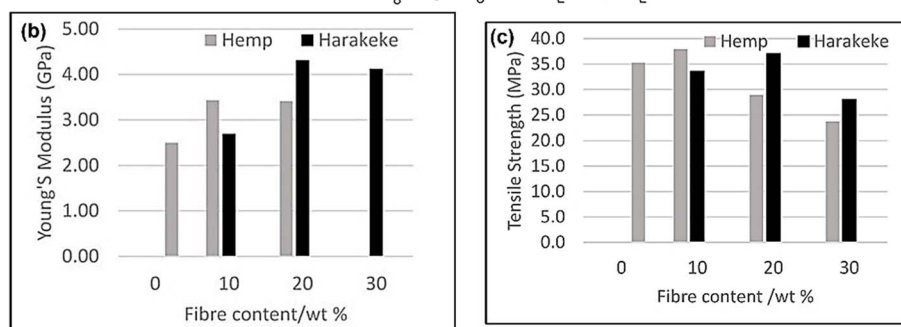 (b)
Hemp Harakeke
5.00
4.00
3.00
2.00
1.00
0.00
Young'S Modulus (GPa)
0 10 20 30
Fibre content/wt %
(c)
Hemp Harakeke
40.0
35.0
30.0
25.0
20.0
15.0
10.0
5.0
0.0
Tensile Strength (MPa)
0 10 20 30
Fibre content /wt %